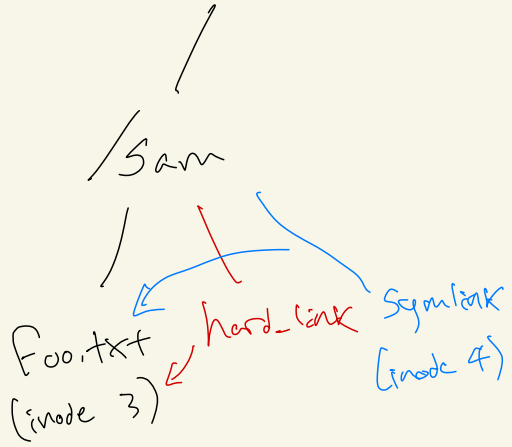 /
/sam
foo.txt
(inode 3)
hard_link
symlink
(inode 4)